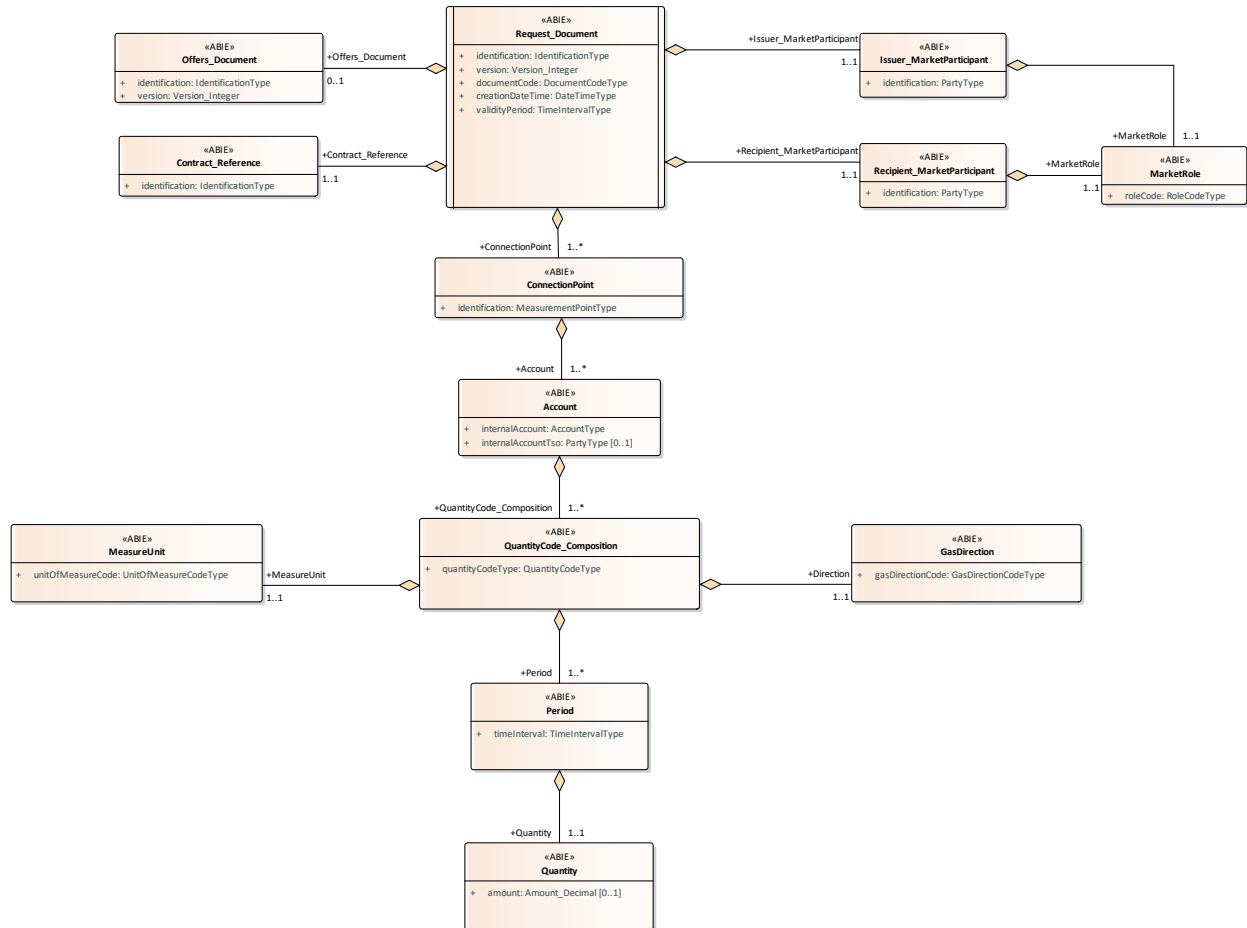 «ABIE»
Request_Document
+ identification: IdentificationType
+ version: Version_Integer
+ documentCode: DocumentCodeType
+ creationDateTime: DateTimeType
+ validityPeriod: TimeIntervalType
«ABIE»
Offers_Document
+ identification: IdentificationType
+ version: Version_Integer
+Offers_Document
0..1
+Issuer_MarketParticipant
1..1
«ABIE»
Issuer_MarketParticipant
+ identification: PartyType
«ABIE»
Contract_Reference
+ identification: IdentificationType
+Contract_Reference
1..1
+Recipient_MarketParticipant
1..1
«ABIE»
Recipient_MarketParticipant
+ identification: PartyType
+MarketRole
1..1
+MarketRole
1..1
«ABIE»
MarketRole
+ roleCode: RoleCodeType
+ConnectionPoint
1..*
«ABIE»
ConnectionPoint
+ identification: MeasurementPointType
+Account
1..*
«ABIE»
Account
+ internalAccount: AccountType
+ internalAccountTso: PartyType [0..1]
+QuantityCode_Composition
1..*
«ABIE»
MeasureUnit
+ unitOfMeasureCode: UnitOfMeasureCodeType
+MeasureUnit
1..1
«ABIE»
QuantityCode_Composition
+ quantityCodeType: QuantityCodeType
+Direction
1..1
«ABIE»
GasDirection
+ gasDirectionCode: GasDirectionCodeType
+Period
1..*
«ABIE»
Period
+ timeInterval: TimeIntervalType
+Quantity
1..1
«ABIE»
Quantity
+ amount: Amount_Decimal [0..1]